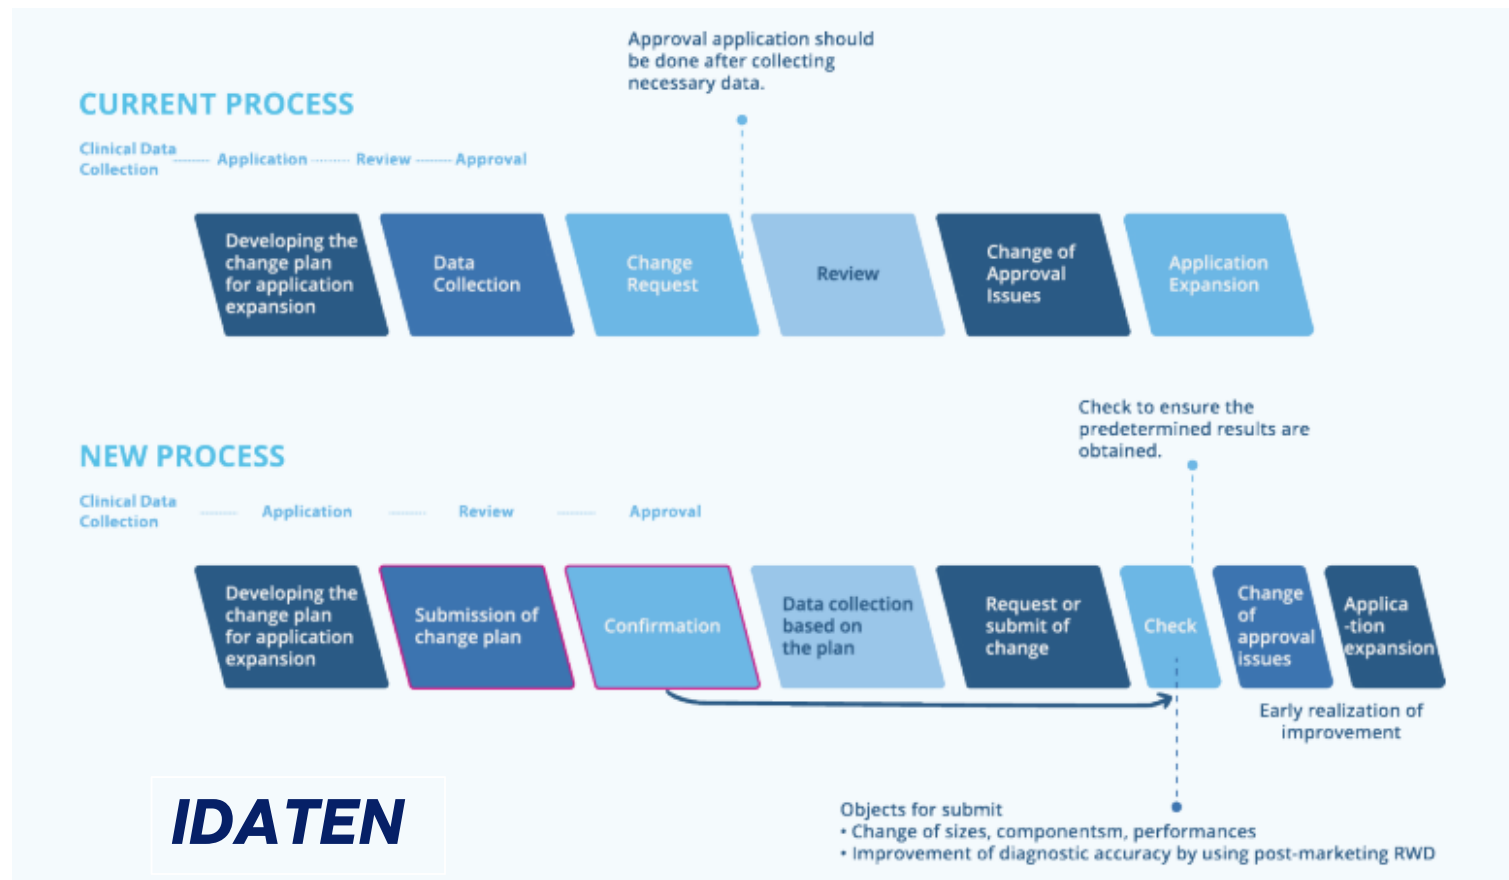 Approval application should
be done after collecting
necessary data.
CURRENT PROCESS
Clinical Data
Collection
Application
Review
Approval
Developing the
change plan
for application
expansion
Data
Collection
Change
Request
Review
Change of
Approval
Issues
Application
Expansion
Check to ensure the
predetermined results are
obtained.
NEW PROCESS
Clinical Data
Collection
Application
Review
Approval
Developing the
change plan
for application
expansion
Submission of
change plan
Confirmation
Data collection
based on
the plan
Request or
submit of
change
Check
Change
of
approval
issues
Applica
-tion
expansion
Early realization of
improvement
IDATEN
Objects for submit
• Change of sizes, componentsm, performances
• Improvement of diagnostic accuracy by using post-marketing RWD